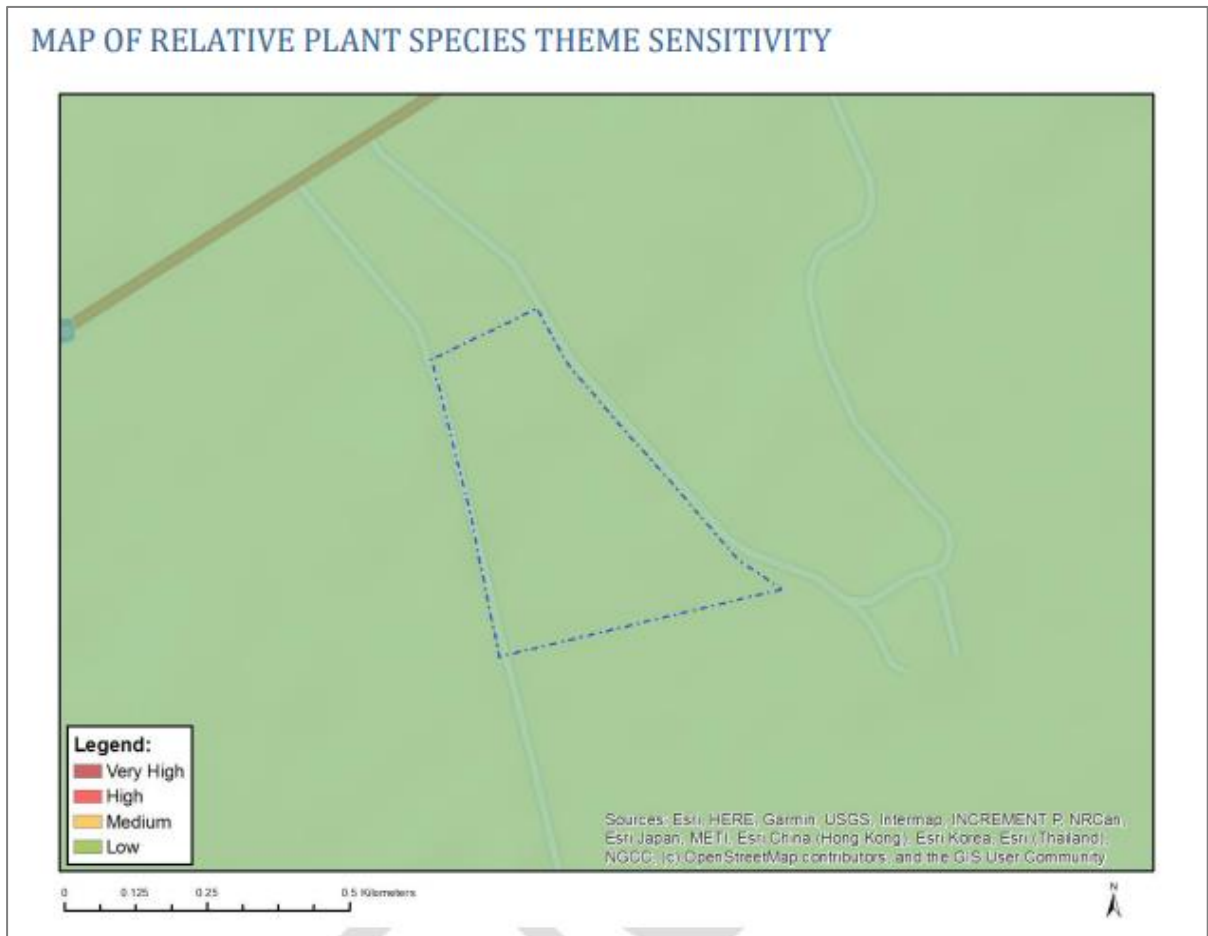 MAP OF RELATIVE PLANT SPECIES THEME SENSITIVITY
Legend:
Very High
High
Medium
Low
Sources: Esri, HERE, Garmin, USGS, Intermap, INCREMENT P, NRCan,
Esri Japan, METI, Esri China (Hong Kong), Esri Korea, Esri (Thailand),
NGCC, (c) OpenStreetMap contributors, and the GIS User Community
0 0.125 0.25 0.5 Kilometers
N